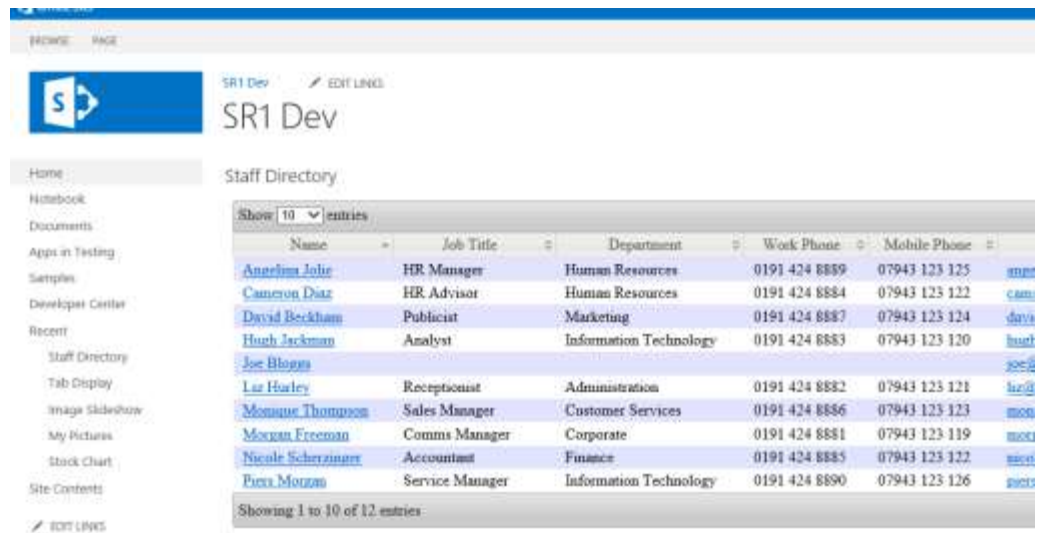 BROWSE PAGE
S
SR1 Dev EDIT LINKS
SR1 Dev
Home
Notebook
Documents
Apps in Testing
Samples
Developer Center
Recent
Staff Directory
Tab Display
Image Slideshow
My Pictures
Stock Chart
Site Contents
EDIT LINKS
Staff Directory
Show 10 entries
Name Job Title Department Work Phone Mobile Phone
Angelina Jolie HR Manager Human Resources 0191 424 8889 07943 123 125
Cameron Diaz HR Advisor Human Resources 0191 424 8884 07943 123 122
David Beckham Publicist Marketing 0191 424 8887 07943 123 124
Hugh Jackman Analyst Information Technology 0191 424 8883 07943 123 120
Joe Bloggs
Liz Hurley Receptionist Administration 0191 424 8882 07943 123 121
Monique Thompson Sales Manager Customer Services 0191 424 8886 07943 123 123
Morgan Freeman Comms Manager Corporate 0191 424 8881 07943 123 119
Nicole Scherzinger Accountant Finance 0191 424 8885 07943 123 122
Piers Morgan Service Manager Information Technology 0191 424 8890 07943 123 126
Showing 1 to 10 of 12 entries